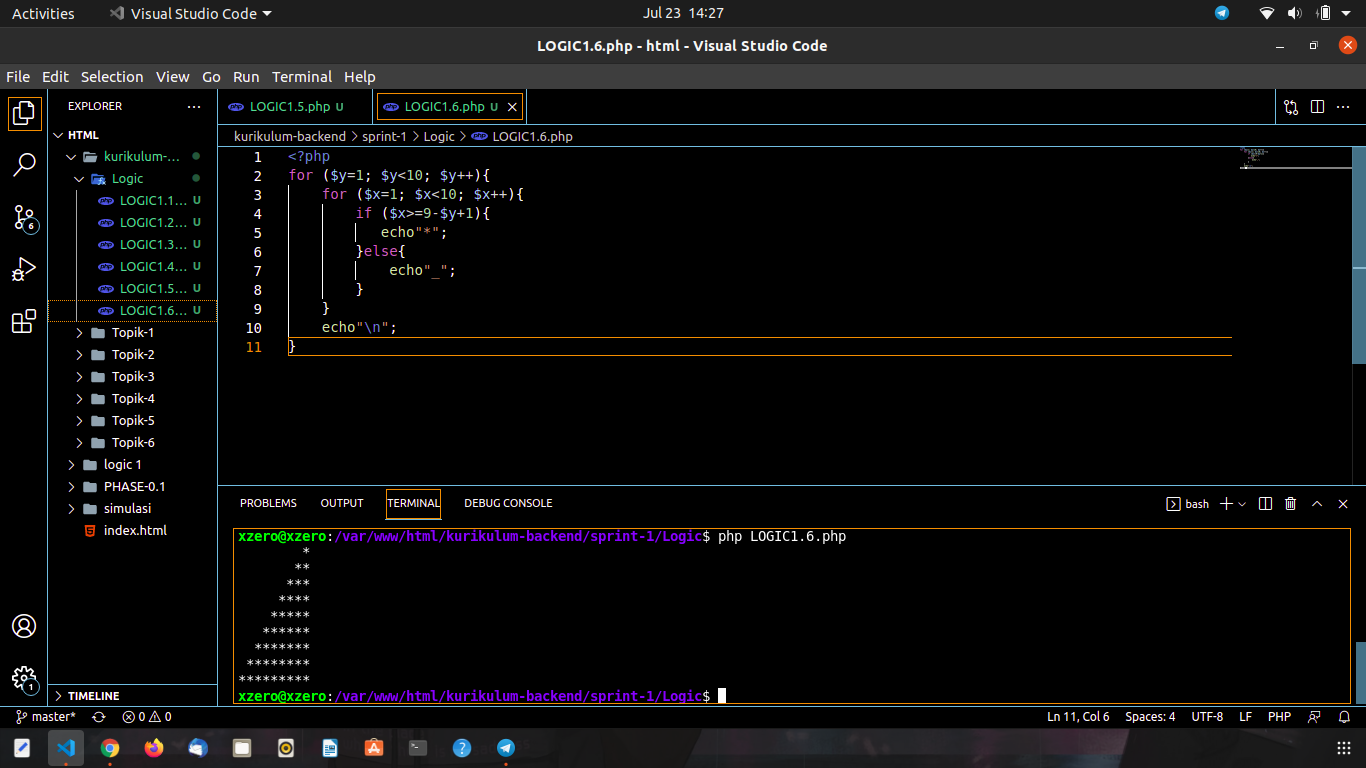 Activities Visual Studio Code Jul 23 14:27
LOGIC1.6.php - html - Visual Studio Code
File Edit Selection View Go Run Terminal Help
EXPLORER
HTML
kurikulum-...
Logic
LOGIC1.1... U
LOGIC1.2... U
LOGIC1.3... U
LOGIC1.4... U
LOGIC1.5... U
LOGIC1.6... U
Topik-1
Topik-2
Topik-3
Topik-4
Topik-5
Topik-6
logic 1
PHASE-0.1
simulasi
index.html
TIMELINE
6
1
LOGIC1.5.php U LOGIC1.6.php U
kurikulum-backend > sprint-1 > Logic > LOGIC1.6.php
1 <?php
2 for ($y=1; $y<10; $y++){
3     for ($x=1; $x<10; $x++){
4         if ($x>=9-$y+1){
5            echo"*";
6         }else{
7             echo"_";
8         }
9     }
10     echo"\n";
11 }
PROBLEMS OUTPUT TERMINAL DEBUG CONSOLE bash
xzero@xzero:/var/www/html/kurikulum-backend/sprint-1/Logic$ php LOGIC1.6.php
        *
       **
      ***
     ****
    *****
   ******
  *******
 ********
*********
xzero@xzero:/var/www/html/kurikulum-backend/sprint-1/Logic$
master* 0 0 Ln 11, Col 6 Spaces: 4 UTF-8 LF PHP